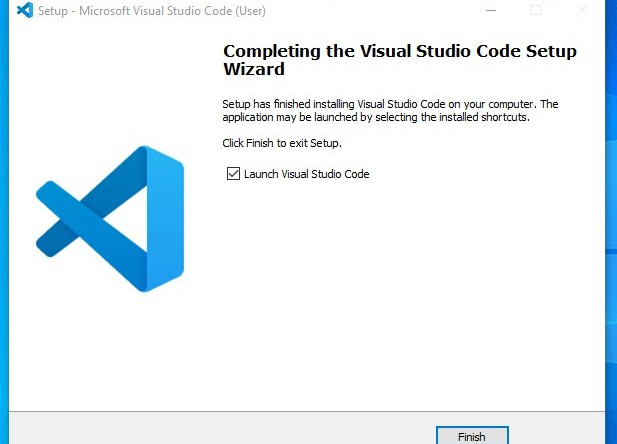 Setup - Microsoft Visual Studio Code (User)
Completing the Visual Studio Code Setup
Wizard
Setup has finished installing Visual Studio Code on your computer. The
application may be launched by selecting the installed shortcuts.
Click Finish to exit Setup.
Launch Visual Studio Code
Finish